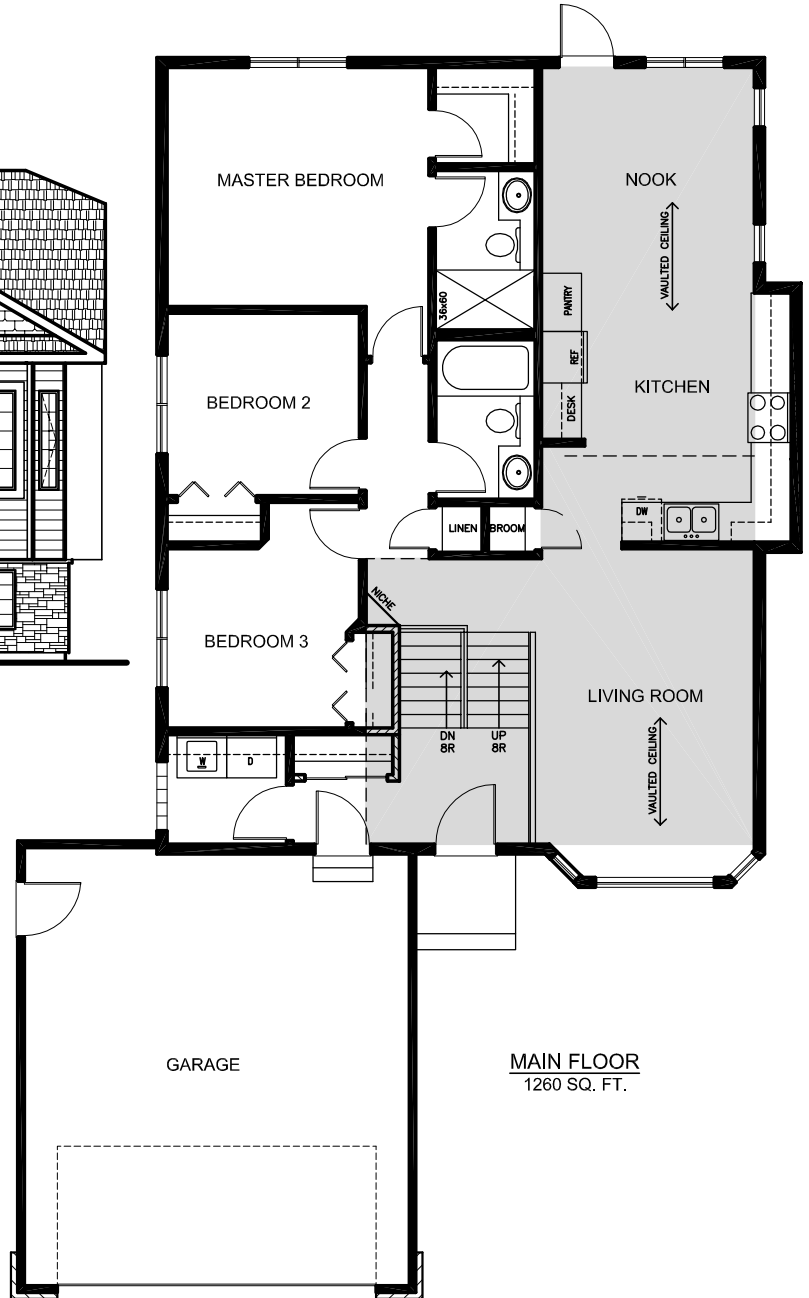 MASTER BEDROOM
NOOK
VAULTED CEILING
36x60
PANTRY
REF
DESK
KITCHEN
BEDROOM 2
LINEN
BROOM
DW
NICHE
BEDROOM 3
LIVING ROOM
VAULTED CEILING
DN
8R
UP
8R
W
D
GARAGE
MAIN FLOOR
1260 SQ. FT.